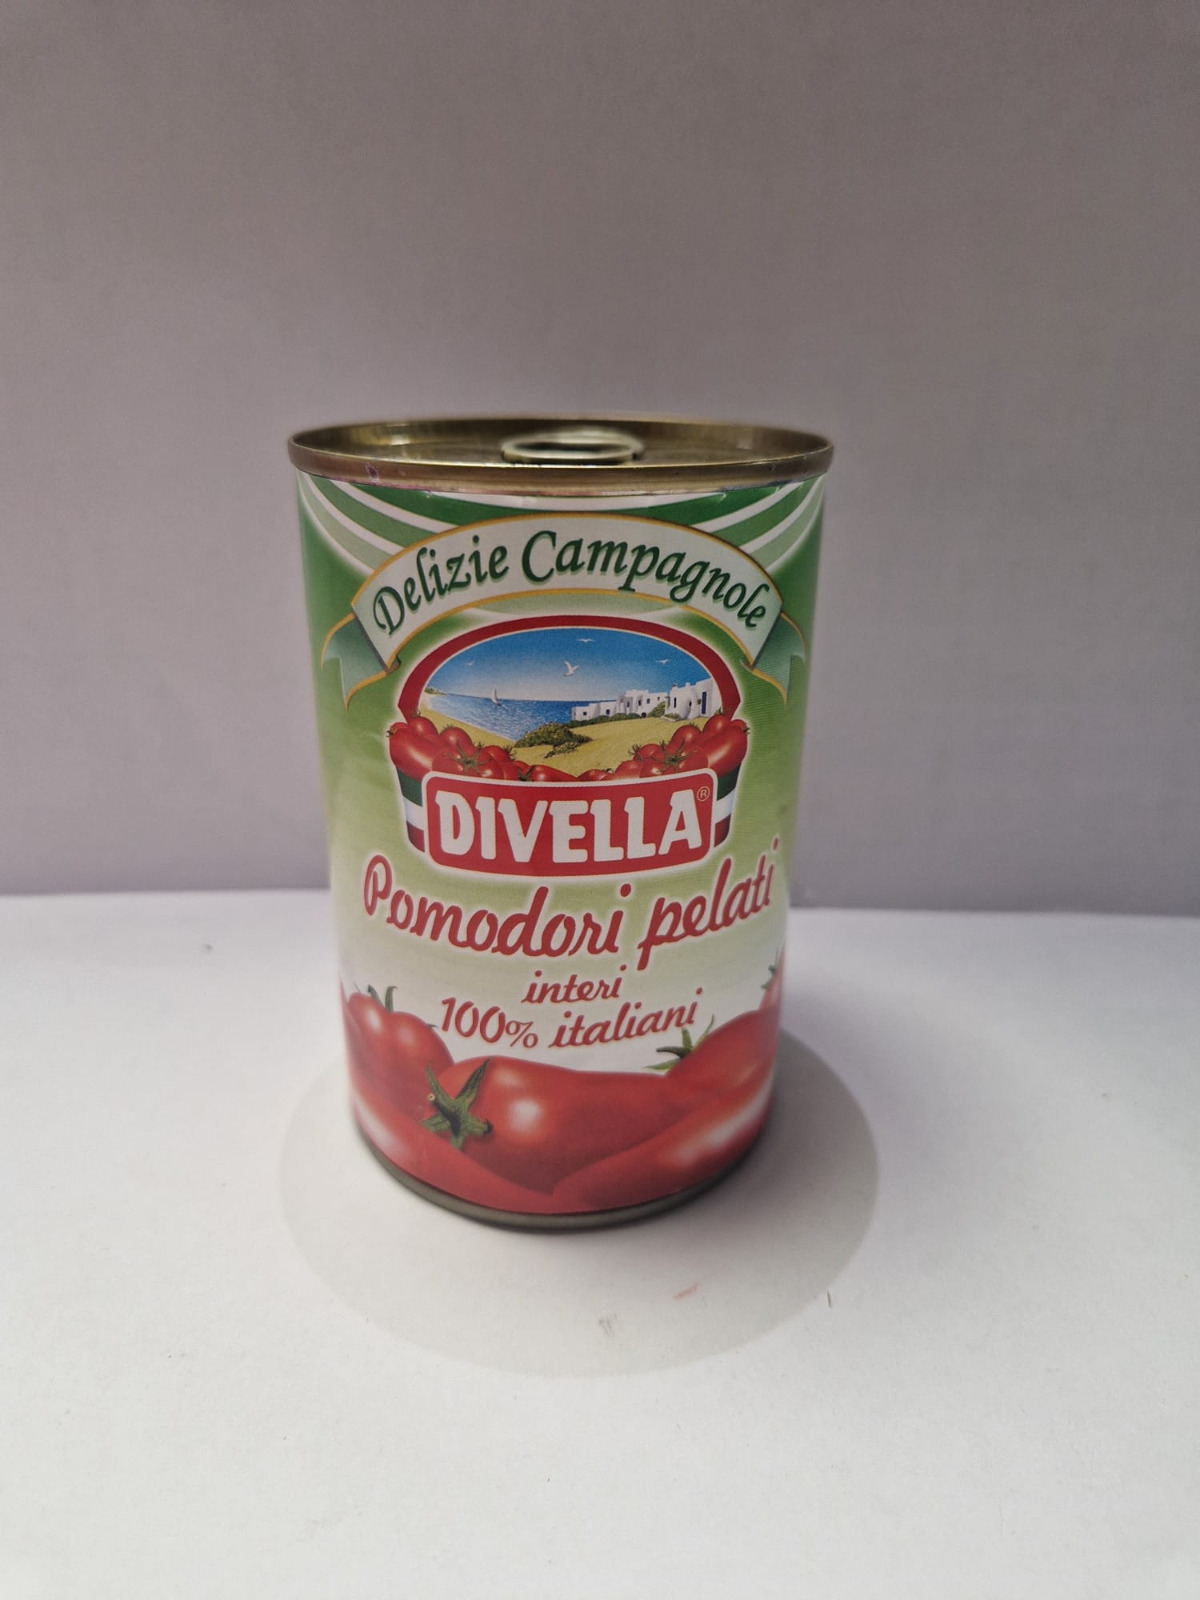 Delizie Campagnole
DIVELLA®
Pomodori pelati
interi
100% italiani